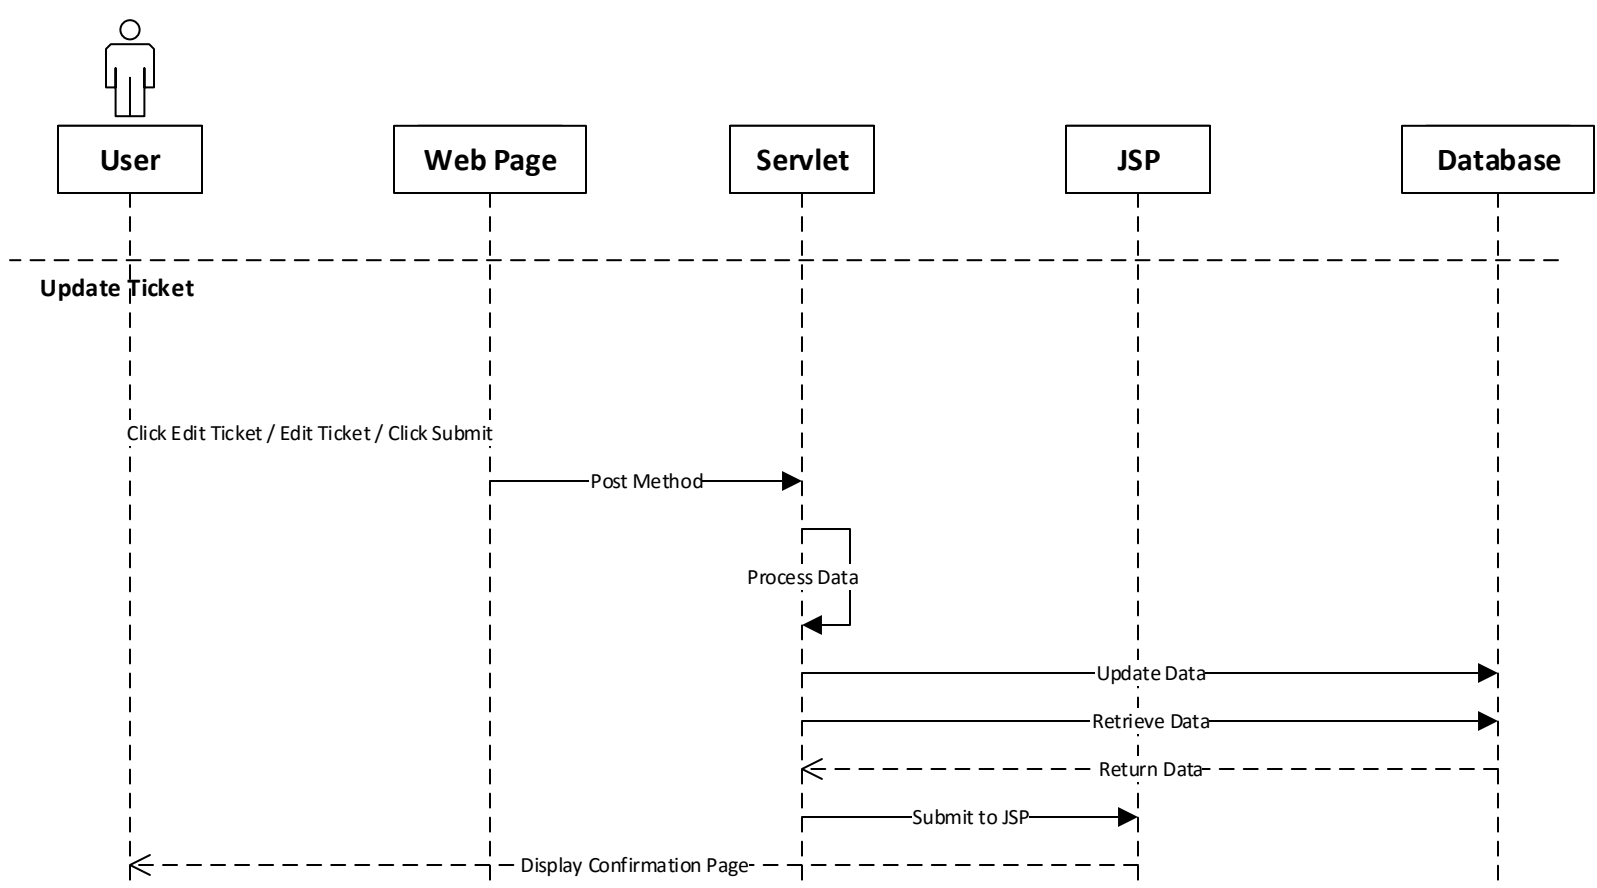 User
Web Page
Servlet
JSP
Database
Update Ticket
Click Edit Ticket / Edit Ticket / Click Submit
Post Method
Process Data
Update Data
Retrieve Data
Return Data
Submit to JSP
Display Confirmation Page